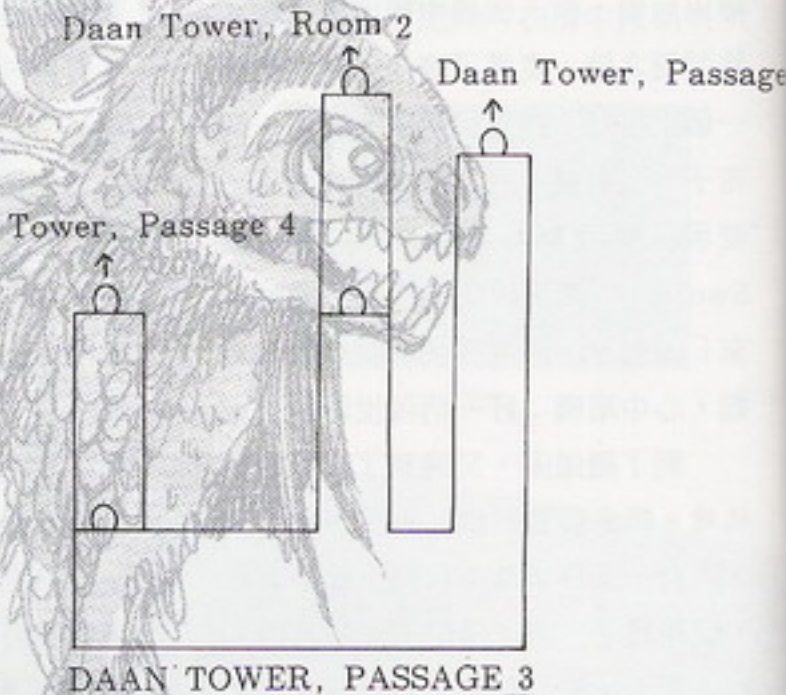 Daan Tower, Room 2
Daan Tower, Passage
Tower, Passage 4
DAAN TOWER, PASSAGE 3